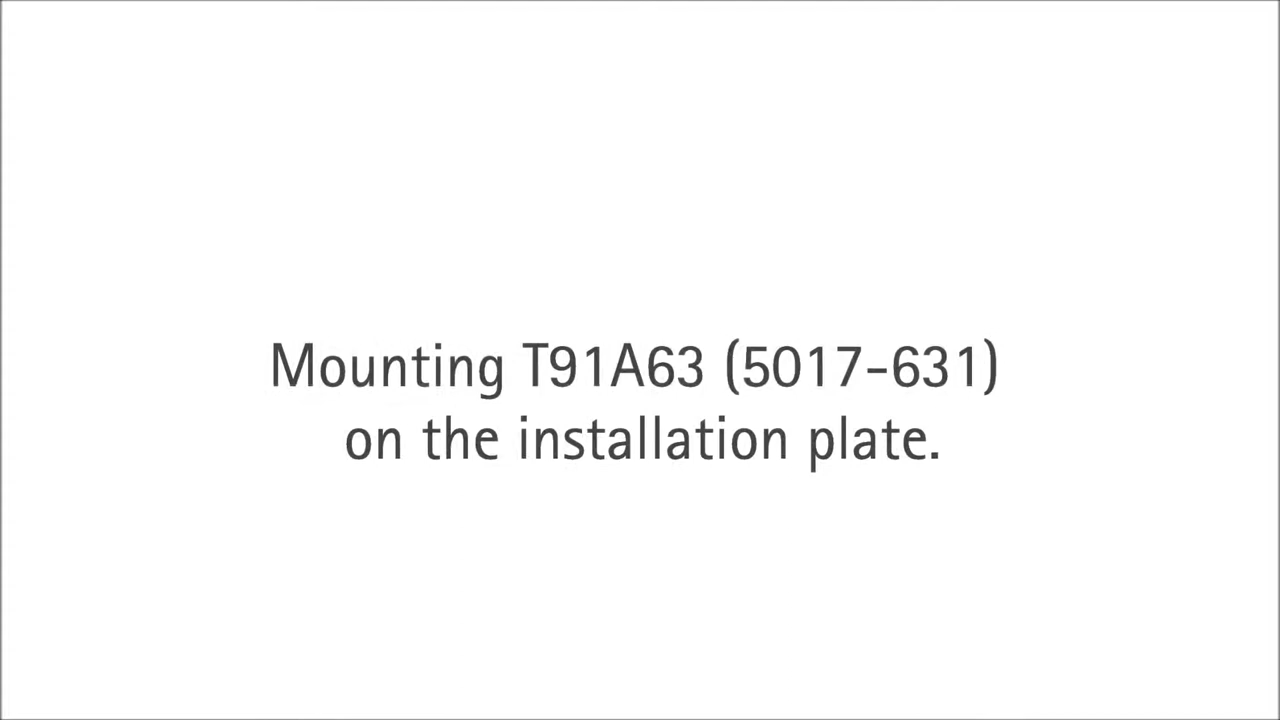 Mounting T91A63 (5017-631)
on the installation plate.